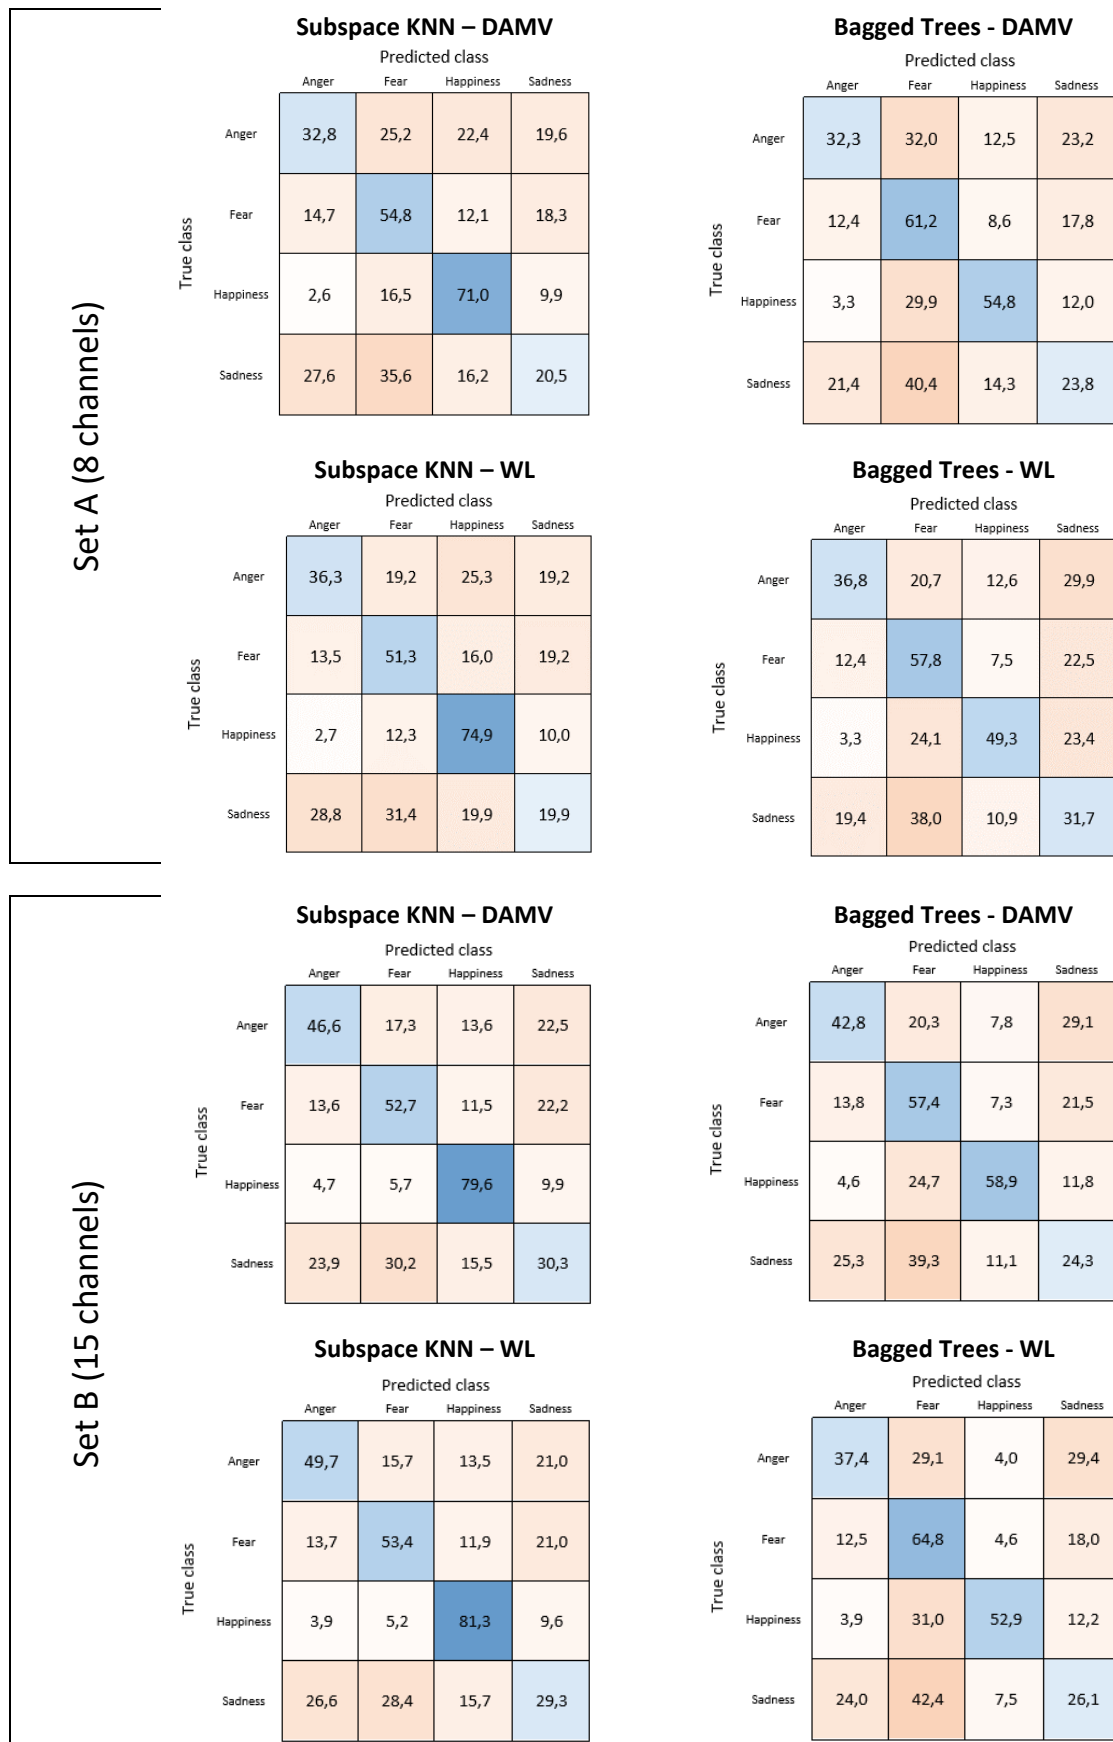 Set A (8 channels)
Subspace KNN – DAMV
Predicted class
Anger Fear Happiness Sadness
True class
Anger 32,8 25,2 22,4 19,6
Fear 14,7 54,8 12,1 18,3
Happiness 2,6 16,5 71,0 9,9
Sadness 27,6 35,6 16,2 20,5
Bagged Trees - DAMV
Predicted class
Anger Fear Happiness Sadness
True class
Anger 32,3 32,0 12,5 23,2
Fear 12,4 61,2 8,6 17,8
Happiness 3,3 29,9 54,8 12,0
Sadness 21,4 40,4 14,3 23,8
Subspace KNN – WL
Predicted class
Anger Fear Happiness Sadness
True class
Anger 36,3 19,2 25,3 19,2
Fear 13,5 51,3 16,0 19,2
Happiness 2,7 12,3 74,9 10,0
Sadness 28,8 31,4 19,9 19,9
Bagged Trees - WL
Predicted class
Anger Fear Happiness Sadness
True class
Anger 36,8 20,7 12,6 29,9
Fear 12,4 57,8 7,5 22,5
Happiness 3,3 24,1 49,3 23,4
Sadness 19,4 38,0 10,9 31,7
Set B (15 channels)
Subspace KNN – DAMV
Predicted class
Anger Fear Happiness Sadness
True class
Anger 46,6 17,3 13,6 22,5
Fear 13,6 52,7 11,5 22,2
Happiness 4,7 5,7 79,6 9,9
Sadness 23,9 30,2 15,5 30,3
Bagged Trees - DAMV
Predicted class
Anger Fear Happiness Sadness
True class
Anger 42,8 20,3 7,8 29,1
Fear 13,8 57,4 7,3 21,5
Happiness 4,6 24,7 58,9 11,8
Sadness 25,3 39,3 11,1 24,3
Subspace KNN – WL
Predicted class
Anger Fear Happiness Sadness
True class
Anger 49,7 15,7 13,5 21,0
Fear 13,7 53,4 11,9 21,0
Happiness 3,9 5,2 81,3 9,6
Sadness 26,6 28,4 15,7 29,3
Bagged Trees - WL
Predicted class
Anger Fear Happiness Sadness
True class
Anger 37,4 29,1 4,0 29,4
Fear 12,5 64,8 4,6 18,0
Happiness 3,9 31,0 52,9 12,2
Sadness 24,0 42,4 7,5 26,1